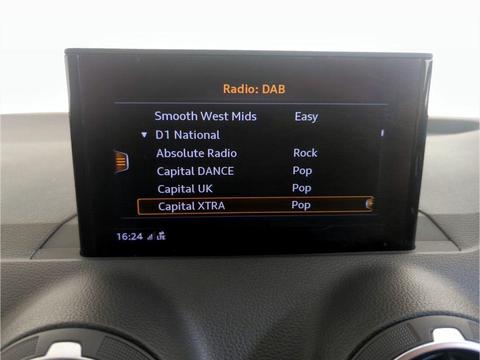 Radio: DAB
Smooth West Mids Easy
▼ D1 National
Absolute Radio Rock
Capital DANCE Pop
Capital UK Pop
Capital XTRA Pop
16:24 LTE